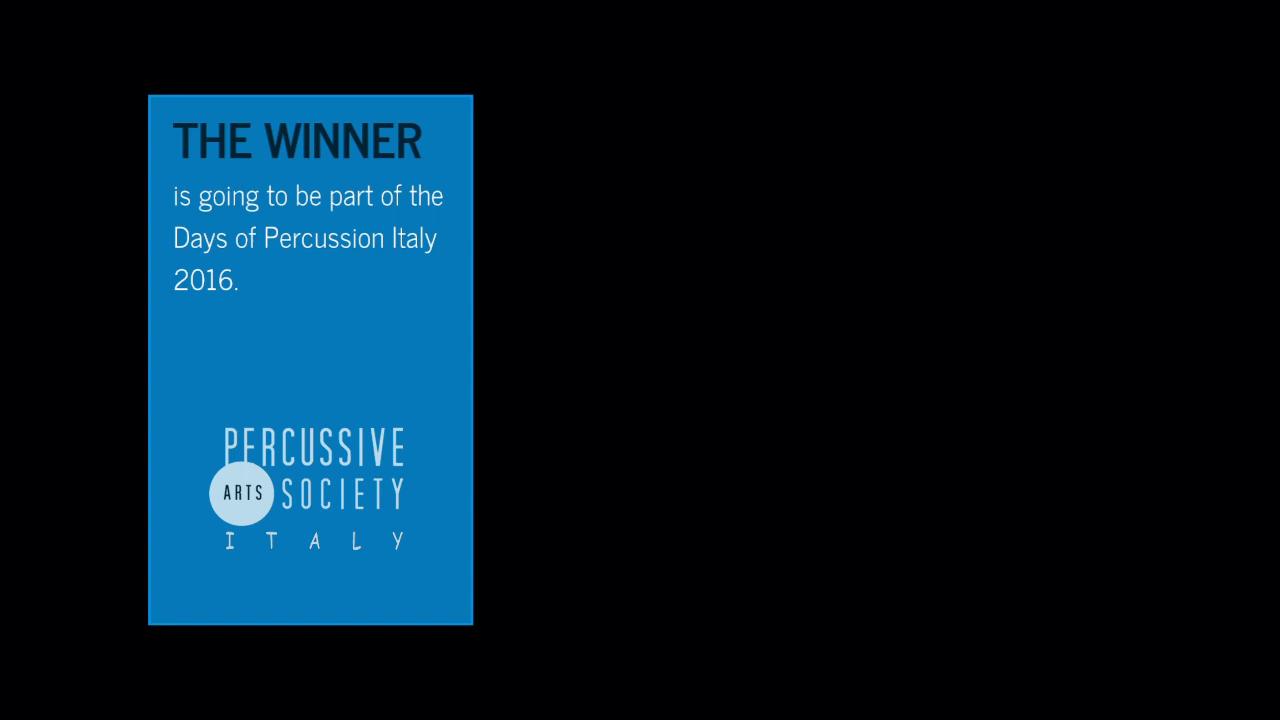 THE WINNER
is going to be part of the
Days of Percussion Italy
2016.
PERCUSSIVE
ARTS SOCIETY
ITALY